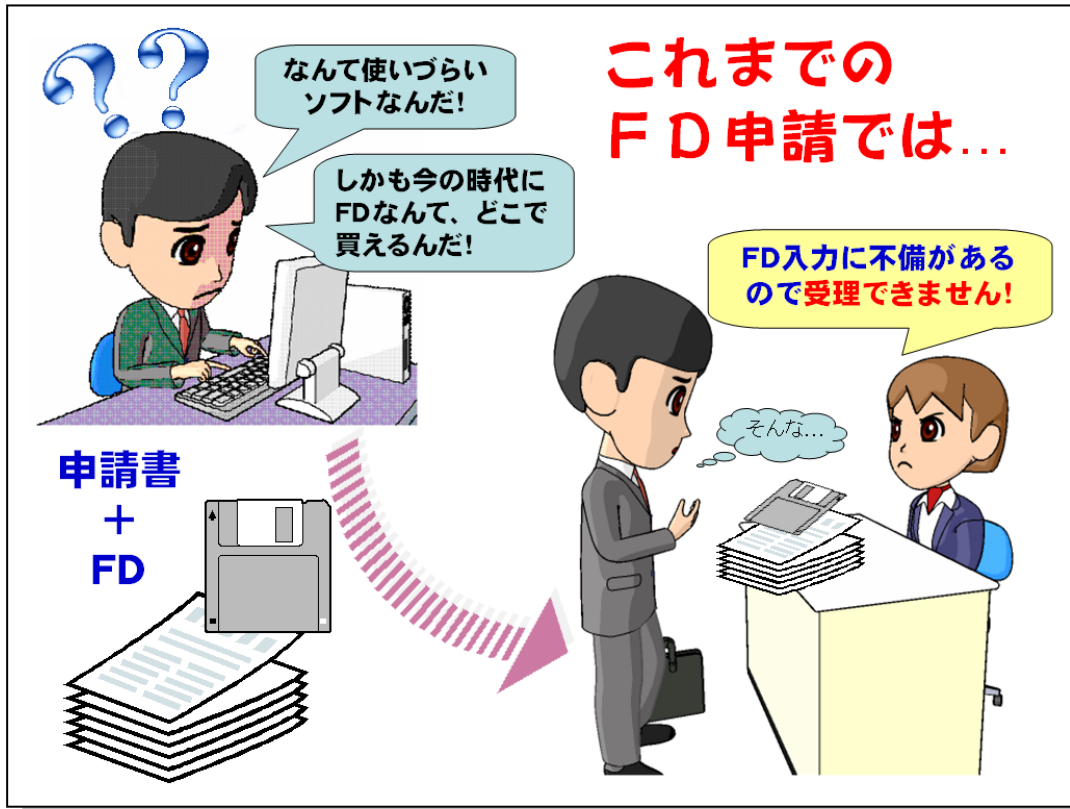 これまでの
ＦＤ申請では…
なんて使いづらい
ソフトなんだ!
しかも今の時代に
FDなんて、どこで
買えるんだ!
申請書
＋
FD
FD入力に不備がある
ので受理できません!
そんな…